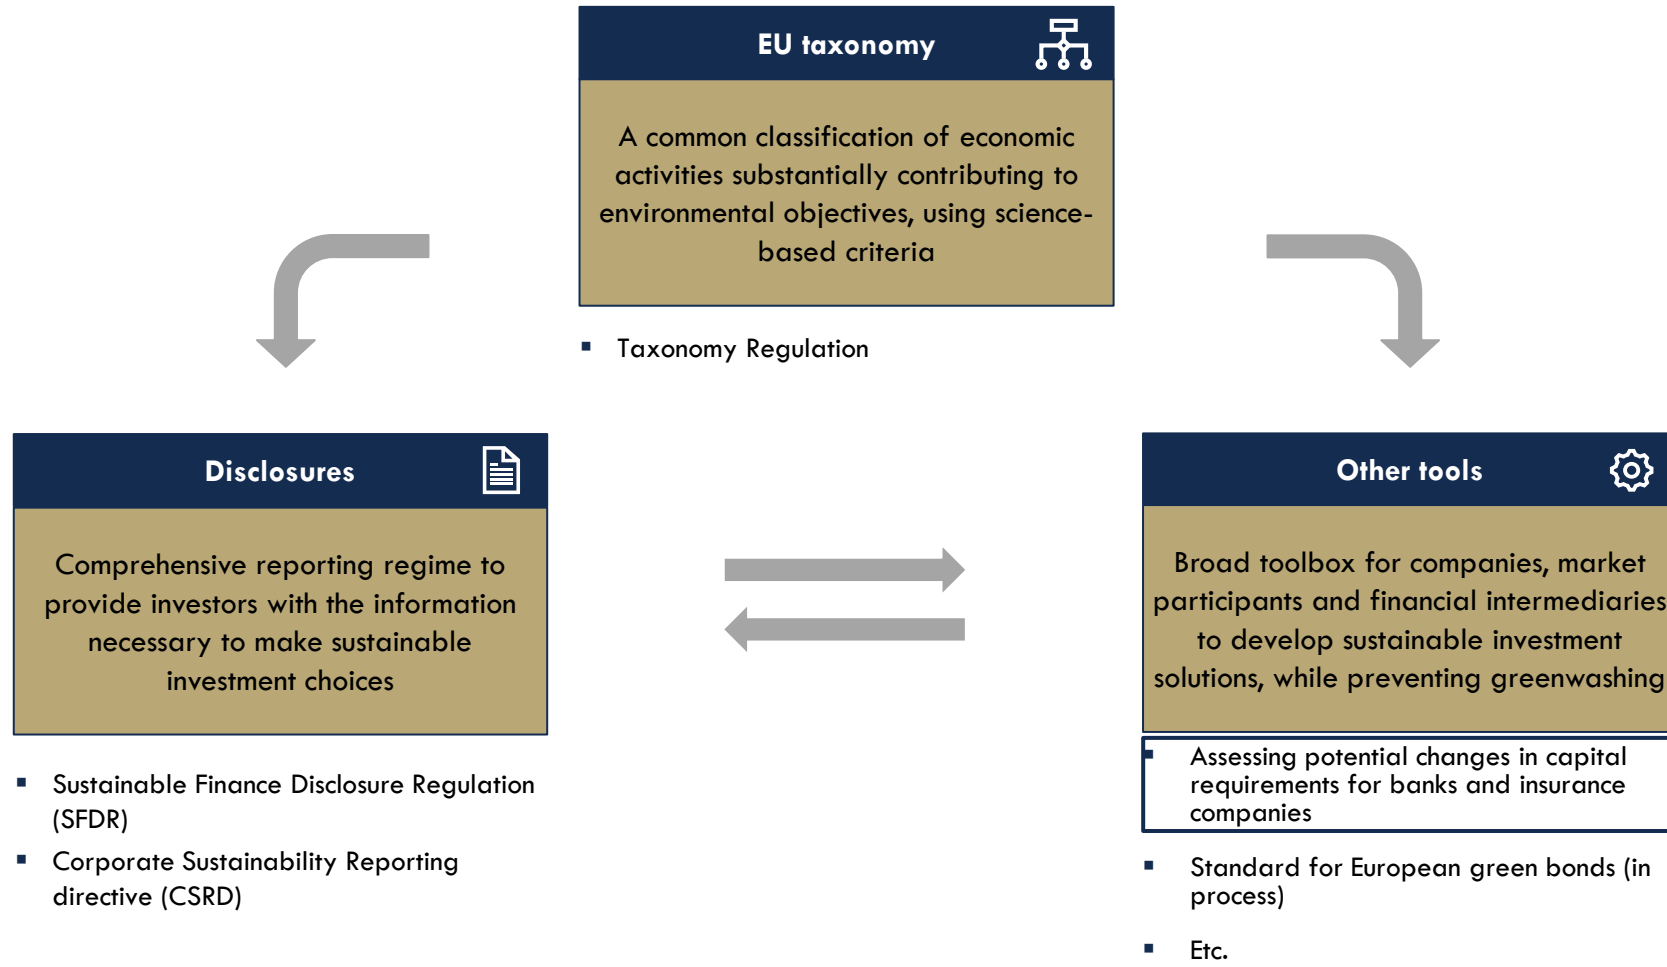 EU taxonomy
A common classification of economic
activities substantially contributing to
environmental objectives, using science-
based criteria
▪ Taxonomy Regulation
Disclosures
Comprehensive reporting regime to
provide investors with the information
necessary to make sustainable
investment choices
▪ Sustainable Finance Disclosure Regulation
(SFDR)
▪ Corporate Sustainability Reporting
directive (CSRD)
Other tools
Broad toolbox for companies, market
participants and financial intermediaries
to develop sustainable investment
solutions, while preventing greenwashing
▪ Assessing potential changes in capital
requirements for banks and insurance
companies
▪ Standard for European green bonds (in
process)
▪ Etc.